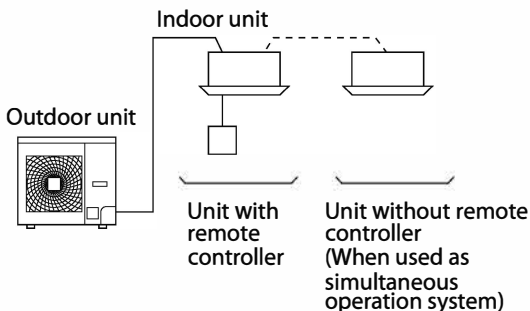 Indoor unit
Outdoor unit
Unit with
remote
controller
Unit without remote
controller
(When used as
simultaneous
operation system)